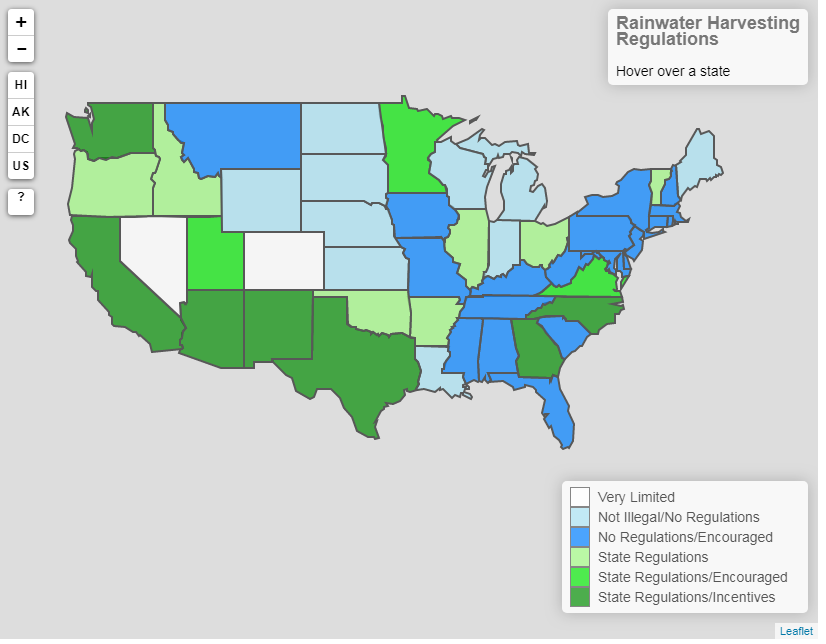 +
−
HI
AK
DC
US
?
Rainwater Harvesting
Regulations
Hover over a state
Very Limited
Not Illegal/No Regulations
No Regulations/Encouraged
State Regulations
State Regulations/Encouraged
State Regulations/Incentives
Leaflet